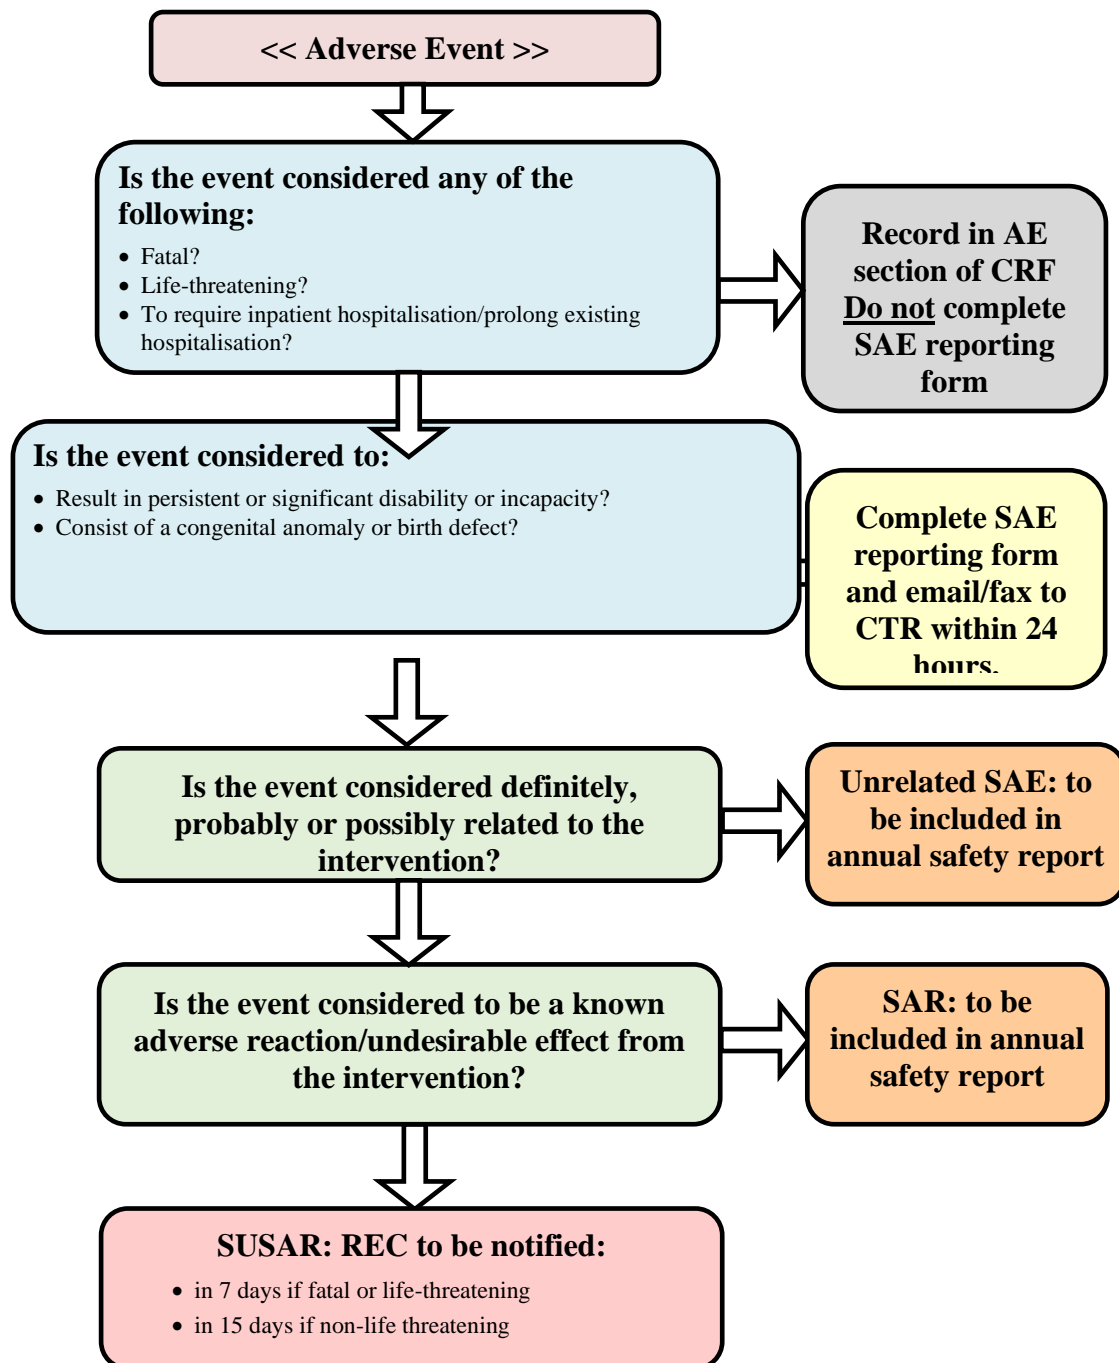 << Adverse Event >>
Is the event considered any of the
following:
• Fatal?
• Life-threatening?
• To require inpatient hospitalisation/prolong existing
hospitalisation?
Record in AE
section of CRF
Do not complete
SAE reporting
form
Is the event considered to:
• Result in persistent or significant disability or incapacity?
• Consist of a congenital anomaly or birth defect?
Complete SAE
reporting form
and email/fax to
CTR within 24
hours.
Is the event considered definitely,
probably or possibly related to the
intervention?
Unrelated SAE: to
be included in
annual safety report
Is the event considered to be a known
adverse reaction/undesirable effect from
the intervention?
SAR: to be
included in annual
safety report
SUSAR: REC to be notified:
• in 7 days if fatal or life-threatening
• in 15 days if non-life threatening